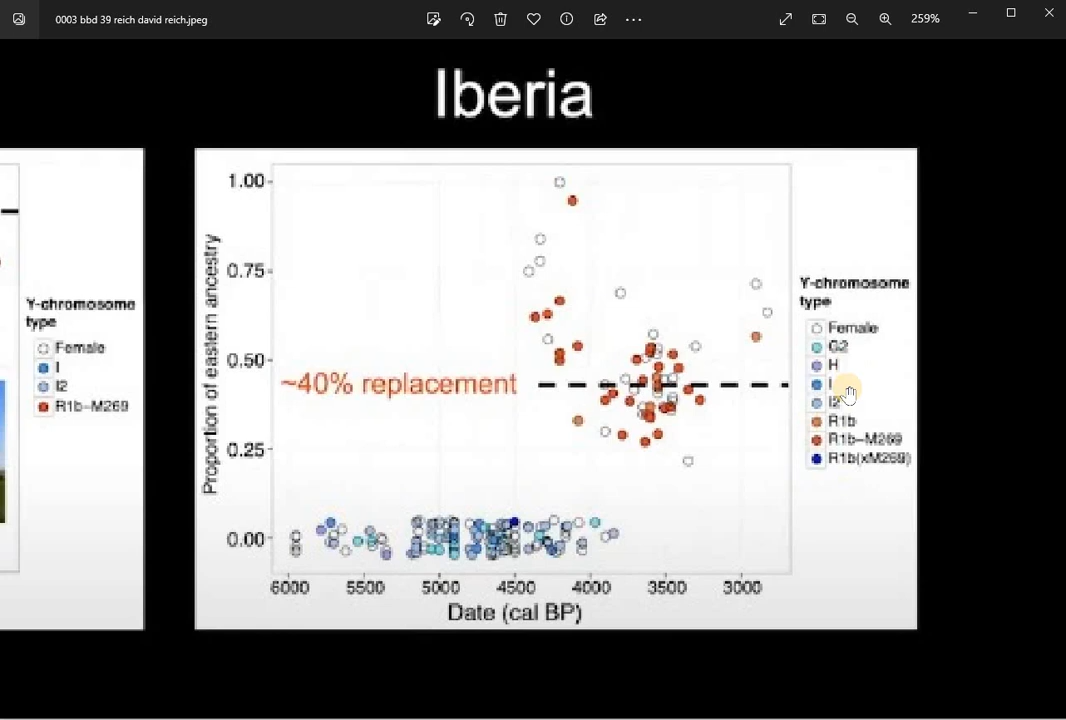 0003 bbd 39 reich david reich.jpeg
259%
Iberia
Y-chromosome
type
Female
I
I2
R1b-M269
Proportion of eastern ancestry
1.00
0.75
0.50
0.25
0.00
~40% replacement
6000 5500 5000 4500 4000 3500 3000
Date (cal BP)
Y-chromosome
type
Female
G2
H
I
I2
R1b
R1b-M269
R1b(xM269)